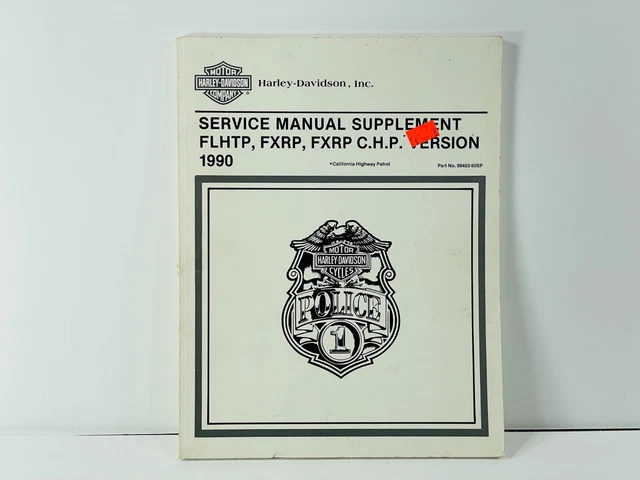 MOTOR
HARLEY-DAVIDSON
COMPANY
®
Harley-Davidson, Inc.
SERVICE MANUAL SUPPLEMENT
FLHTP, FXRP, FXRP C.H.P.* VERSION
1990
*California Highway Patrol
Part No. 99483-90SP
MOTOR
HARLEY-DAVIDSON
CYCLES
POLICE
1